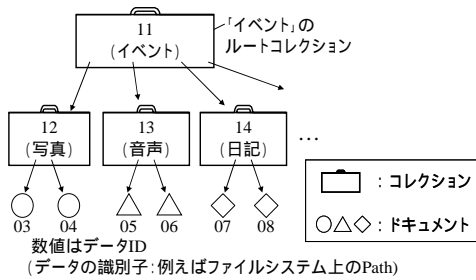 11
(イベント)
「イベント」の
ルートコレクション
12
(写真)
13
(音声)
14
(日記)
…
03
04
05
06
07
08
: コレクション
: ドキュメント
数値はデータID
(データの識別子:例えばファイルシステム上のPath)